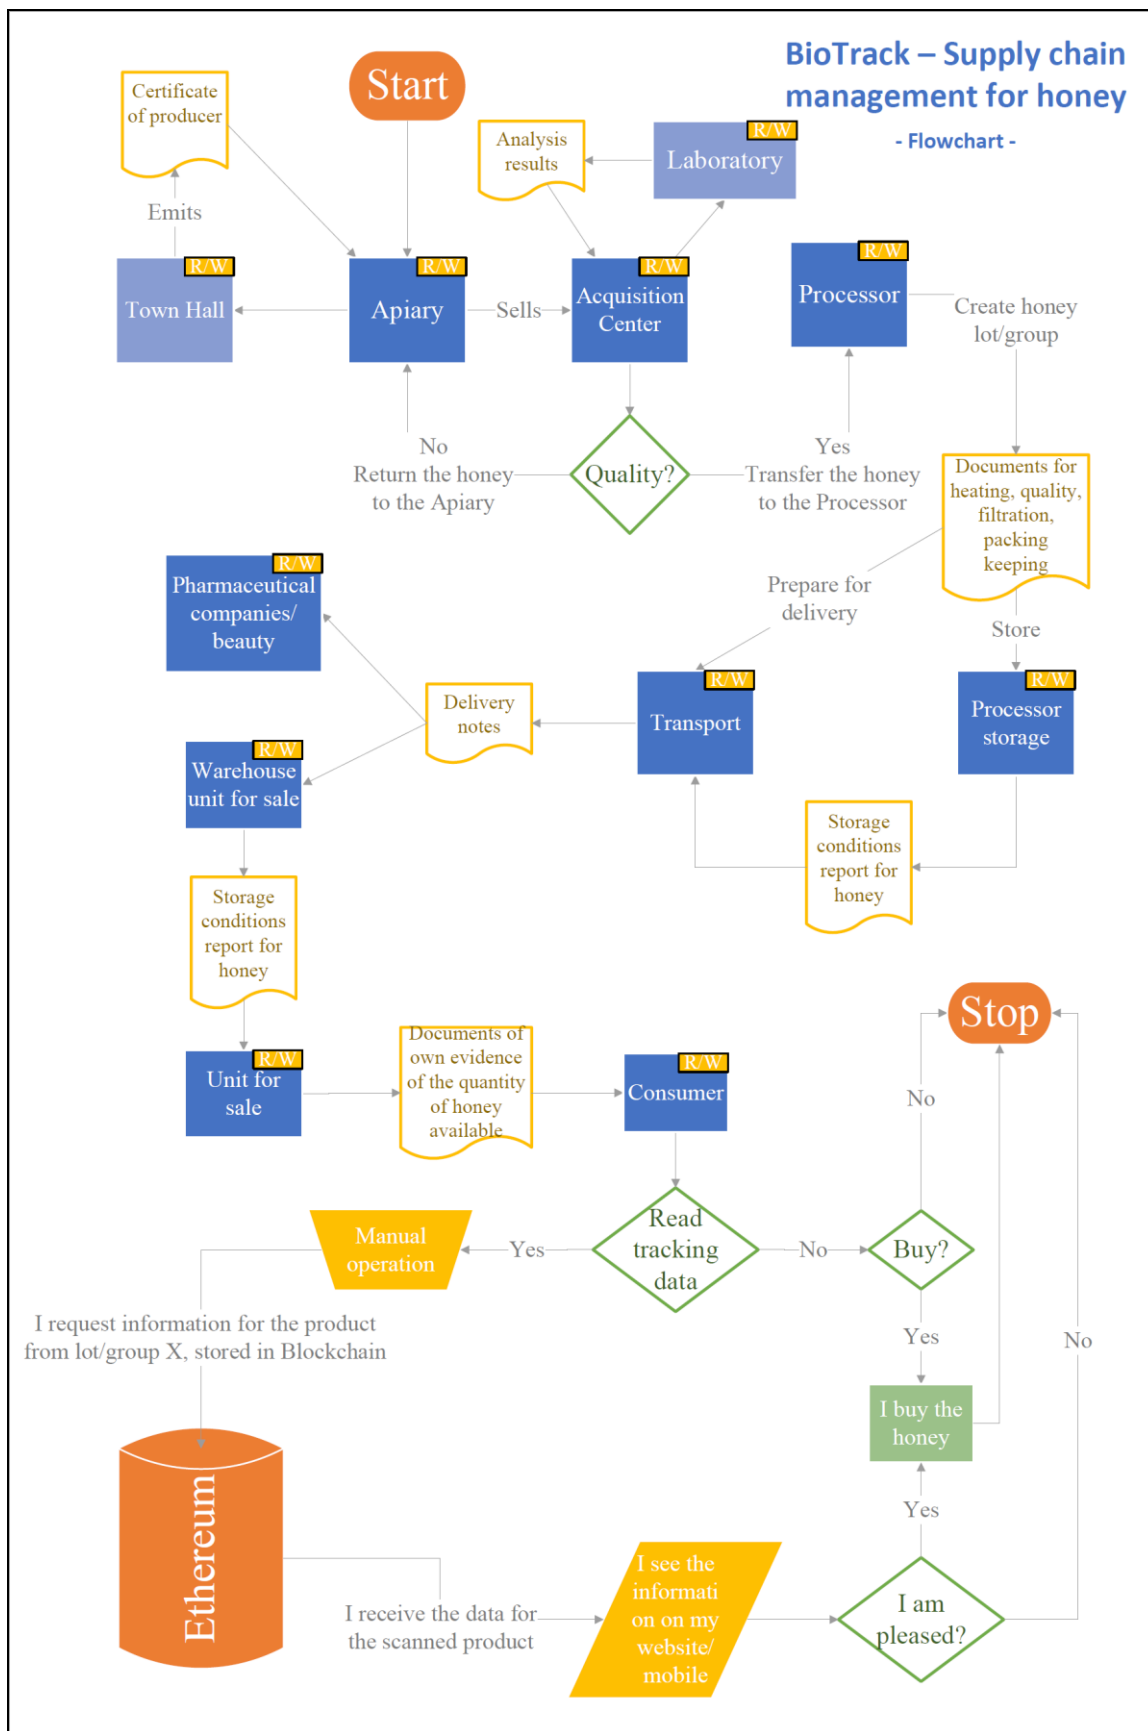 BioTrack – Supply chain
management for honey
- Flowchart -
Start
Certificate
of producer
Emits
R/W
Town Hall
R/W
Apiary
Sells
Analysis
results
R/W
Laboratory
R/W
Acquisition
Center
R/W
Processor
Create honey
lot/group
No
Return the honey
to the Apiary
Quality?
Yes
Transfer the honey
to the Processor
Documents for
heating, quality,
filtration,
packing
keeping
Prepare for
delivery
Store
R/W
Pharmaceutical
companies/
beauty
Delivery
notes
R/W
Transport
R/W
Processor
storage
R/W
Warehouse
unit for sale
Storage
conditions
report for
honey
Storage
conditions
report for
honey
R/W
Unit for
sale
Documents of
own evidence
of the quantity
of honey
available
R/W
Consumer
Stop
No
Read
tracking
data
Yes
Manual
operation
No
Buy?
I request information for the product
from lot/group X, stored in Blockchain
Yes
No
I buy the
honey
Yes
Ethereum
I receive the data for
the scanned product
I see the
informati
on on my
website/
mobile
I am
pleased?